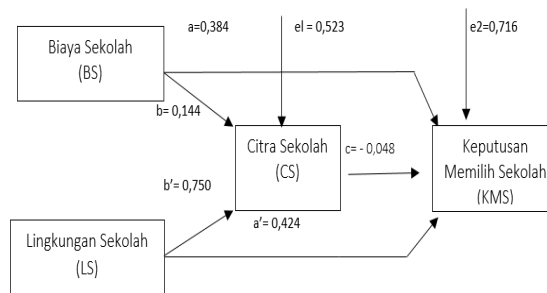 a=0,384
el = 0,523
e2=0,716
Biaya Sekolah
(BS)
b= 0,144
Citra Sekolah
(CS)
c= - 0,048
Keputusan
Memilih Sekolah
(KMS)
b’= 0,750
a’= 0,424
Lingkungan Sekolah
(LS)